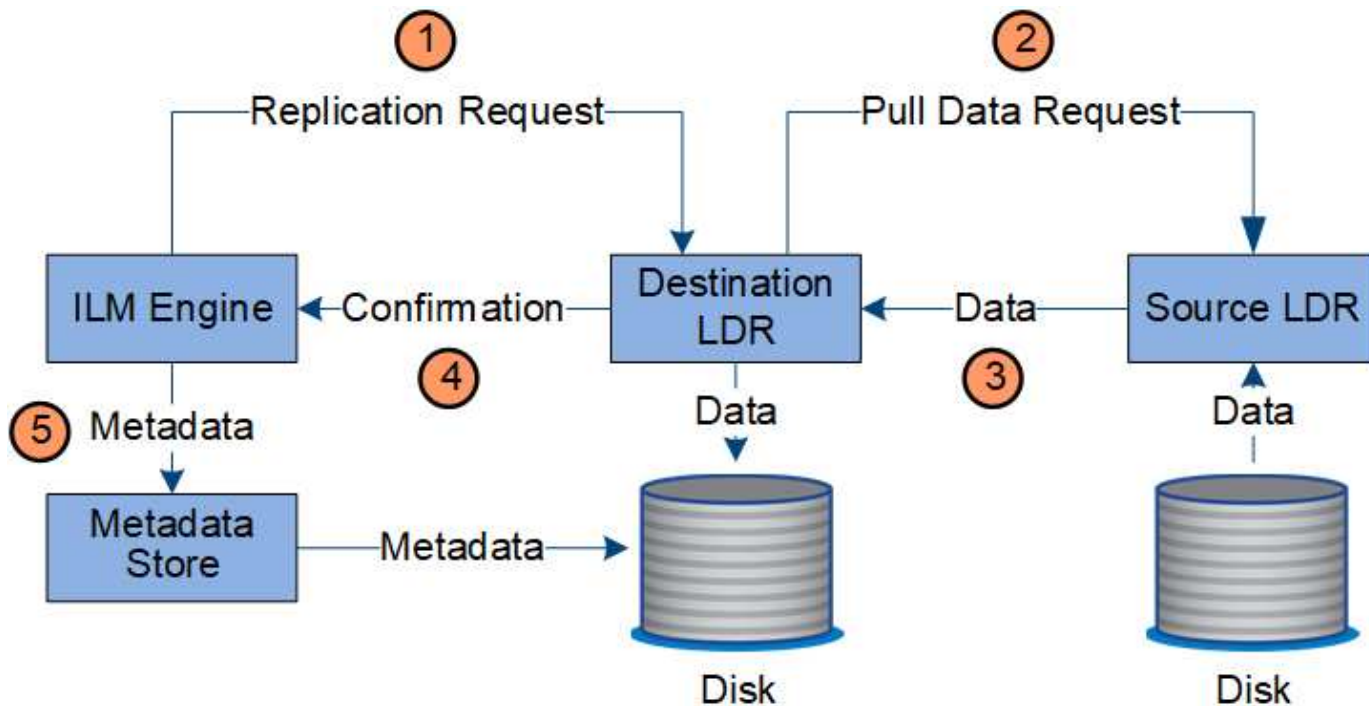 1
2
Replication Request
Pull Data Request
ILM Engine
Confirmation
Destination
LDR
Data
Source LDR
4
3
5
Metadata
Data
Data
Metadata
Store
Metadata
Disk
Disk